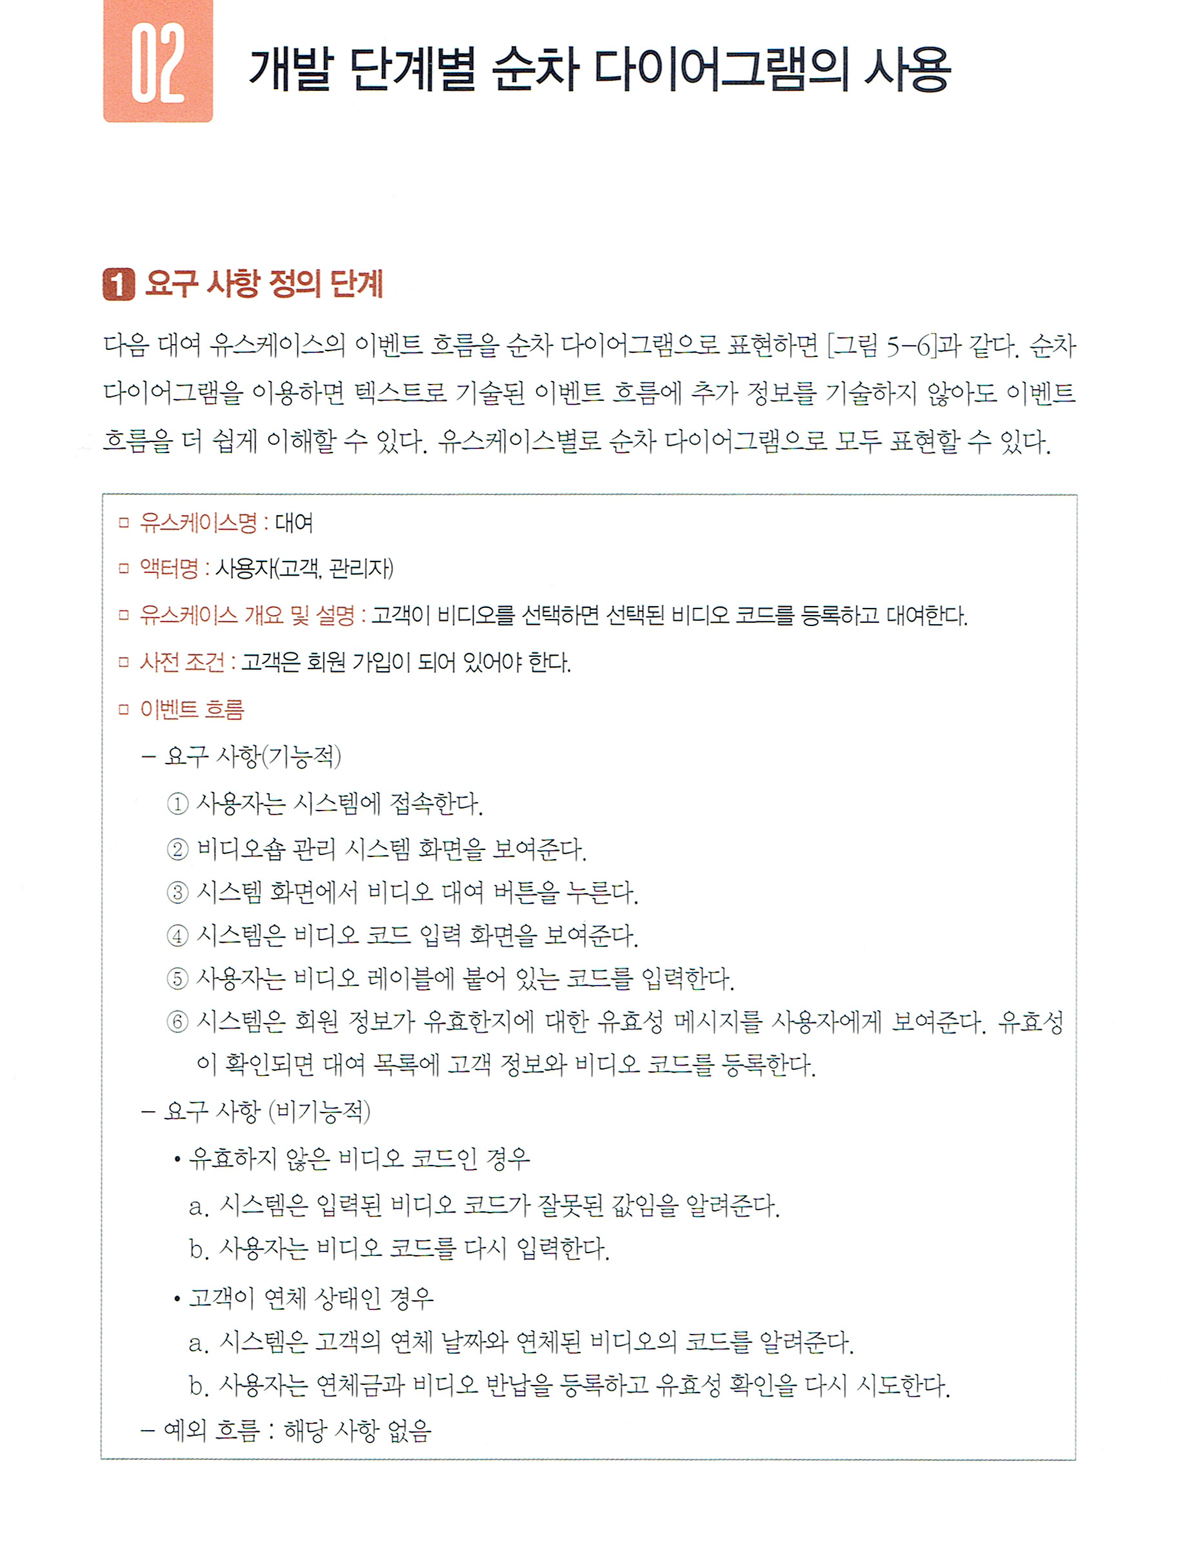 02 개발 단계별 순차 다이어그램의 사용
1 요구 사항 정의 단계
다음 대여 유스케이스의 이벤트 흐름을 순차 다이어그램으로 표현하면 [그림 5-6]과 같다. 순차
다이어그램을 이용하면 텍스트로 기술된 이벤트 흐름에 추가 정보를 기술하지 않아도 이벤트
흐름을 더 쉽게 이해할 수 있다. 유스케이스별로 순차 다이어그램으로 모두 표현할 수 있다.
□ 유스케이스명 : 대여
□ 액터명 : 사용자(고객, 관리자)
□ 유스케이스 개요 및 설명 : 고객이 비디오를 선택하면 선택된 비디오 코드를 등록하고 대여한다.
□ 사전 조건 : 고객은 회원 가입이 되어 있어야 한다.
□ 이벤트 흐름
- 요구 사항(기능적)
① 사용자는 시스템에 접속한다.
② 비디오숍 관리 시스템 화면을 보여준다.
③ 시스템 화면에서 비디오 대여 버튼을 누른다.
④ 시스템은 비디오 코드 입력 화면을 보여준다.
⑤ 사용자는 비디오 레이블에 붙어 있는 코드를 입력한다.
⑥ 시스템은 회원 정보가 유효한지에 대한 유효성 메시지를 사용자에게 보여준다. 유효성
이 확인되면 대여 목록에 고객 정보와 비디오 코드를 등록한다.
- 요구 사항 (비기능적)
• 유효하지 않은 비디오 코드인 경우
a. 시스템은 입력된 비디오 코드가 잘못된 값임을 알려준다.
b. 사용자는 비디오 코드를 다시 입력한다.
• 고객이 연체 상태인 경우
a. 시스템은 고객의 연체 날짜와 연체된 비디오의 코드를 알려준다.
b. 사용자는 연체금과 비디오 반납을 등록하고 유효성 확인을 다시 시도한다.
- 예외 흐름 : 해당 사항 없음